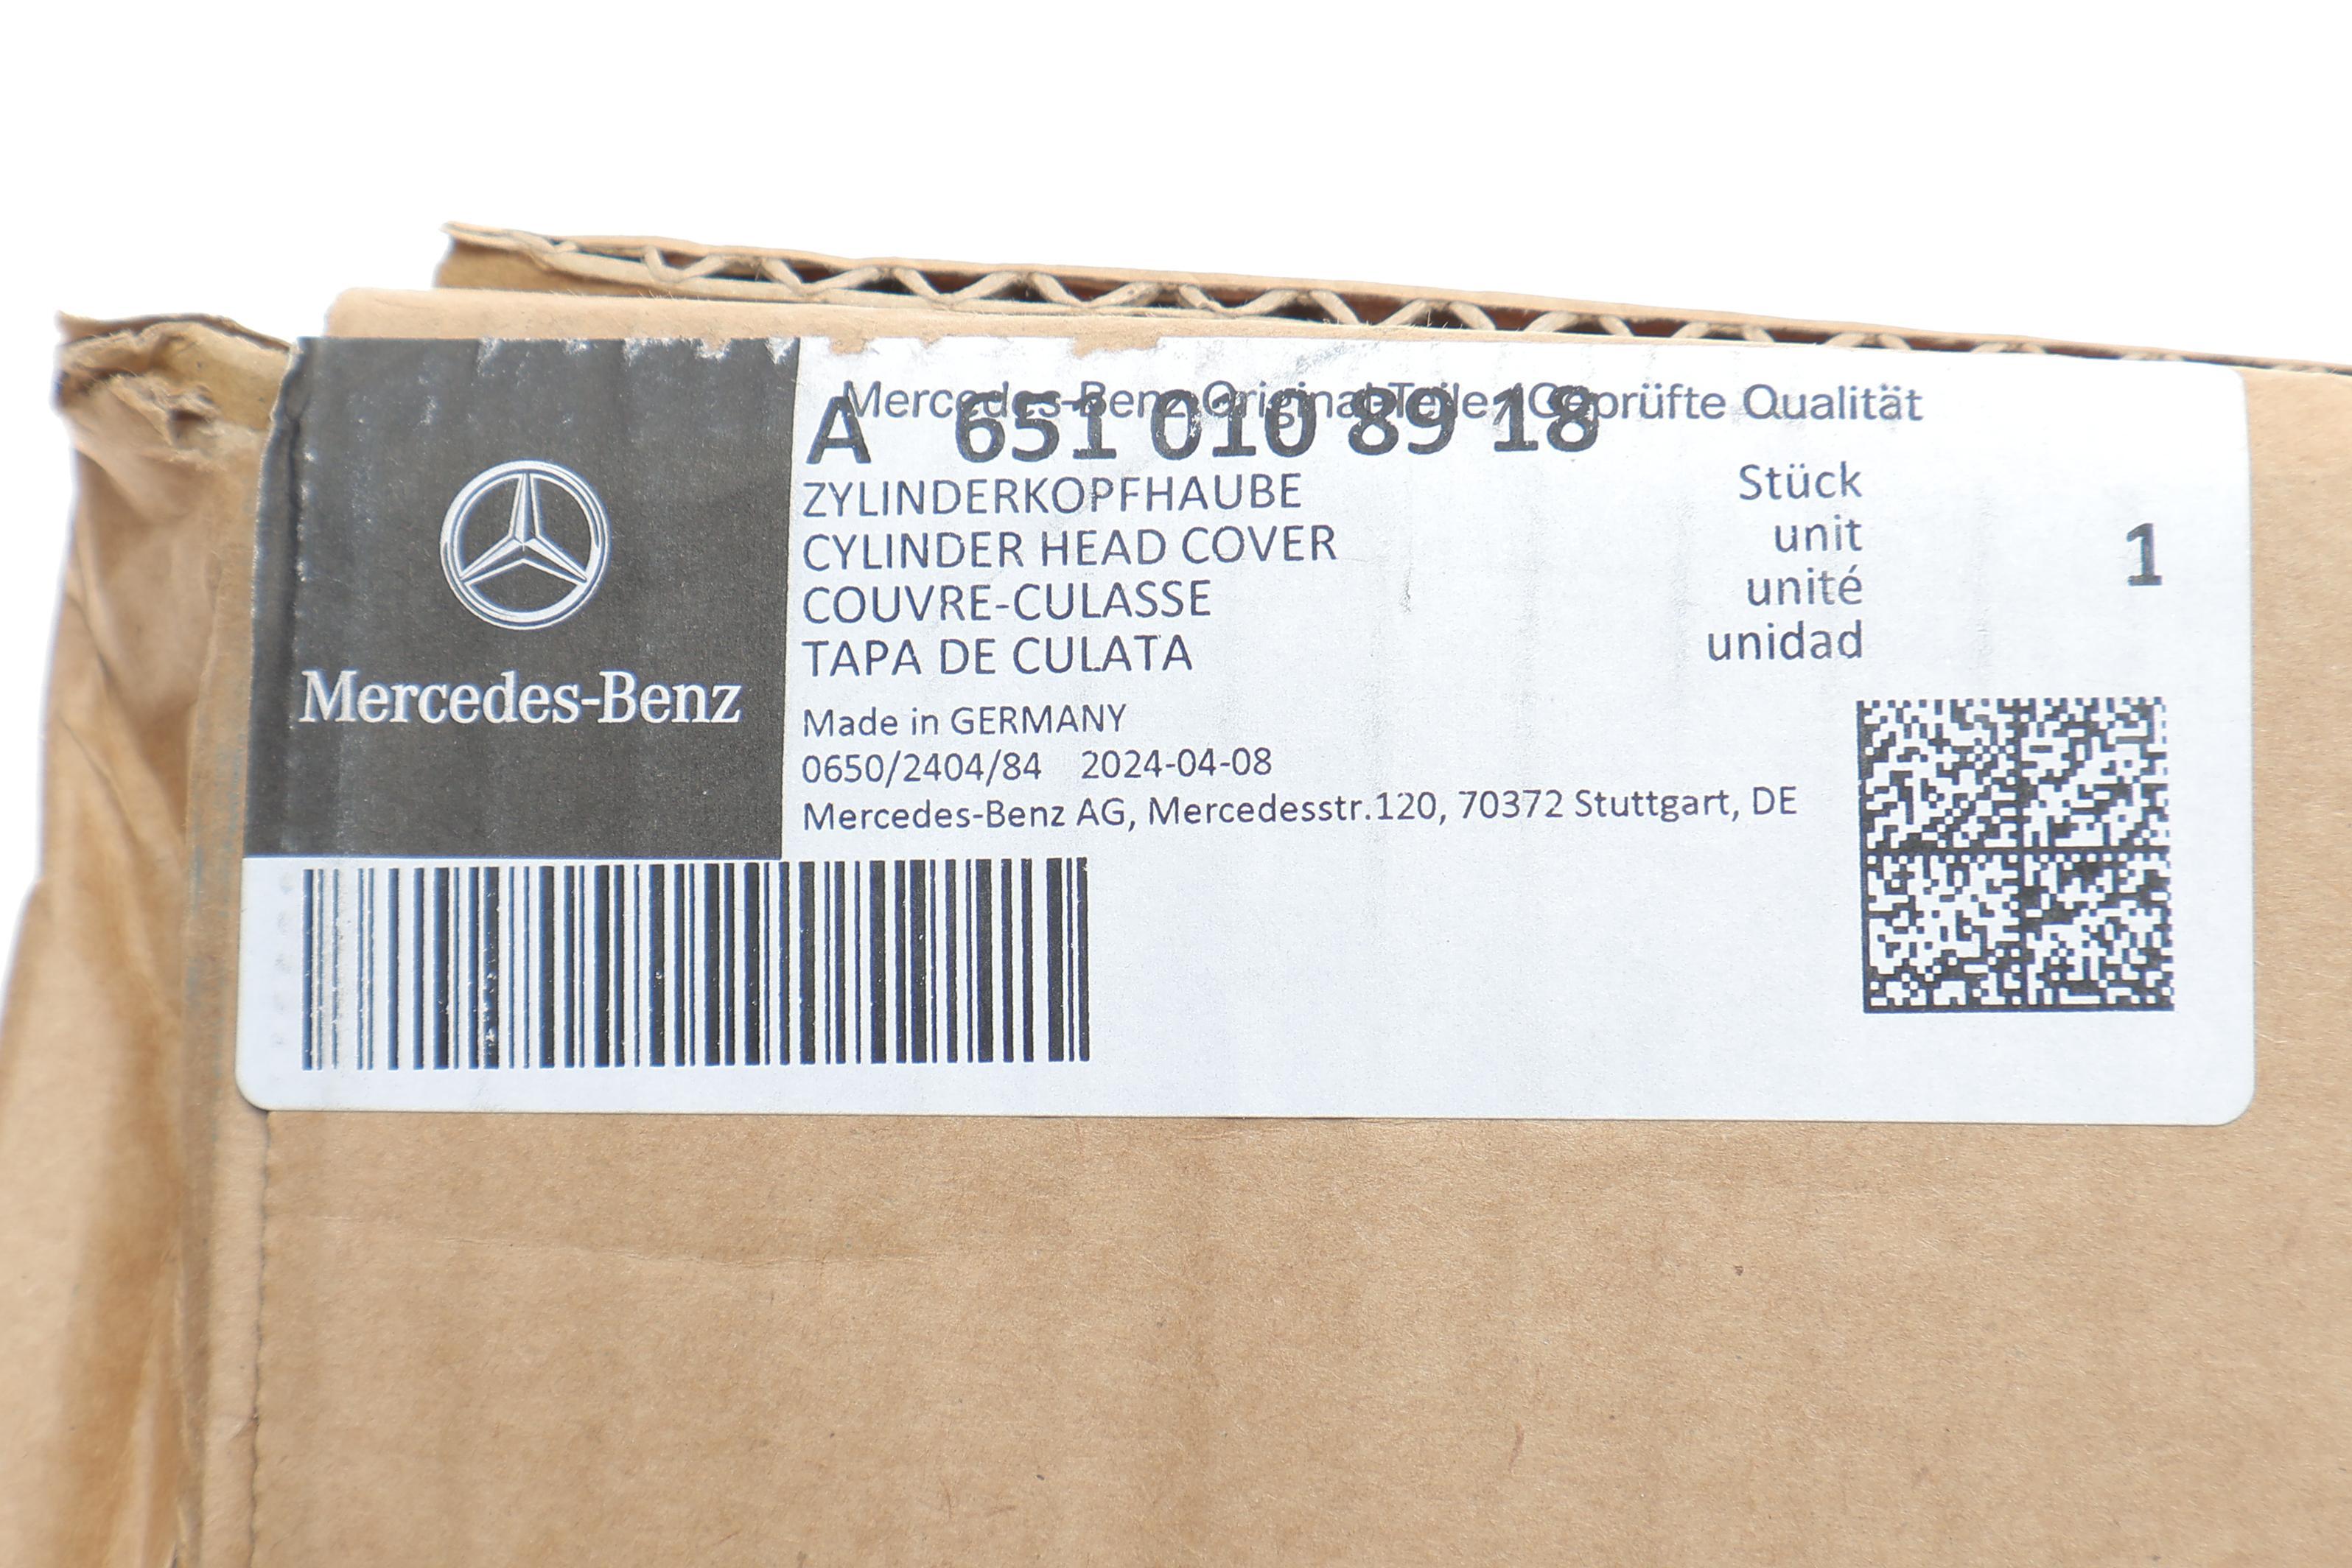 Mercedes-Benz
Mercedes-Benz Original-Teile / Geprüfte Qualität
A 651 010 89 18
ZYLINDERKOPFHAUBE
CYLINDER HEAD COVER
COUVRE-CULASSE
TAPA DE CULATA
Stück
unit
unité
unidad
1
Made in GERMANY
0650/2404/84 2024-04-08
Mercedes-Benz AG, Mercedesstr.120, 70372 Stuttgart, DE